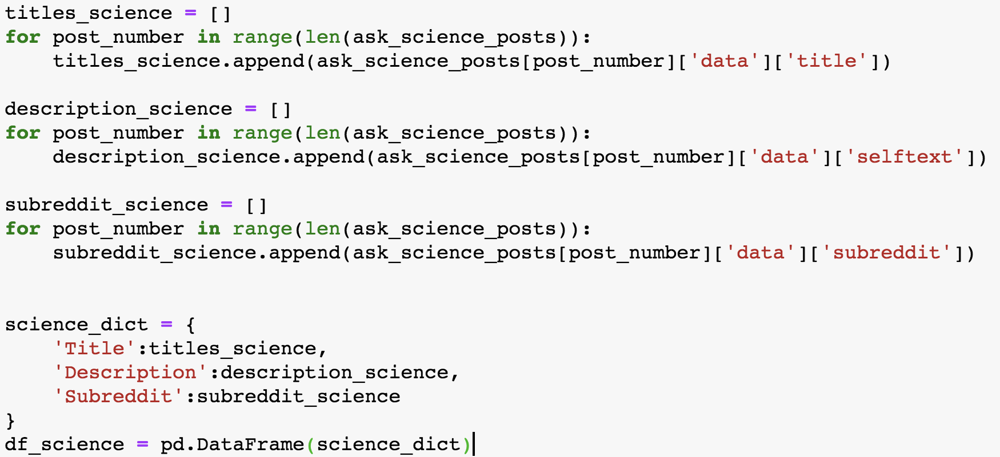 titles_science = []
for post_number in range(len(ask_science_posts)):
    titles_science.append(ask_science_posts[post_number]['data']['title'])

description_science = []
for post_number in range(len(ask_science_posts)):
    description_science.append(ask_science_posts[post_number]['data']['selftext'])

subreddit_science = []
for post_number in range(len(ask_science_posts)):
    subreddit_science.append(ask_science_posts[post_number]['data']['subreddit'])


science_dict = {
    'Title':titles_science,
    'Description':description_science,
    'Subreddit':subreddit_science
}
df_science = pd.DataFrame(science_dict)